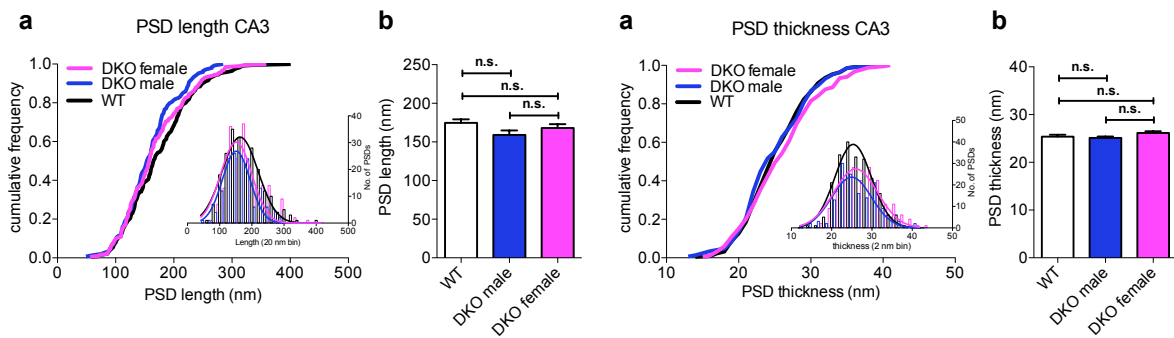 a
PSD length CA3
cumulative frequency
1.0
0.8
0.6
0.4
0.2
0.0
DKO female
DKO male
WT
0 100 200 300 400 500
PSD length (nm)
40
30
20
10
0
No. of PSDs
0 100 200 300 400 500
Length (20 nm bin)
b
PSD length (nm)
250
200
150
100
50
0
n.s.
n.s.
n.s.
WT
DKO male
DKO female
a
PSD thickness CA3
cumulative frequency
1.0
0.8
0.6
0.4
0.2
0.0
DKO female
DKO male
WT
10 20 30 40 50
PSD thickness (nm)
50
40
30
20
10
0
No. of PSDs
10 20 30 40 50
thickness (2 nm bin)
b
PSD thickness (nm)
40
30
20
10
0
n.s.
n.s.
n.s.
WT
DKO male
DKO female